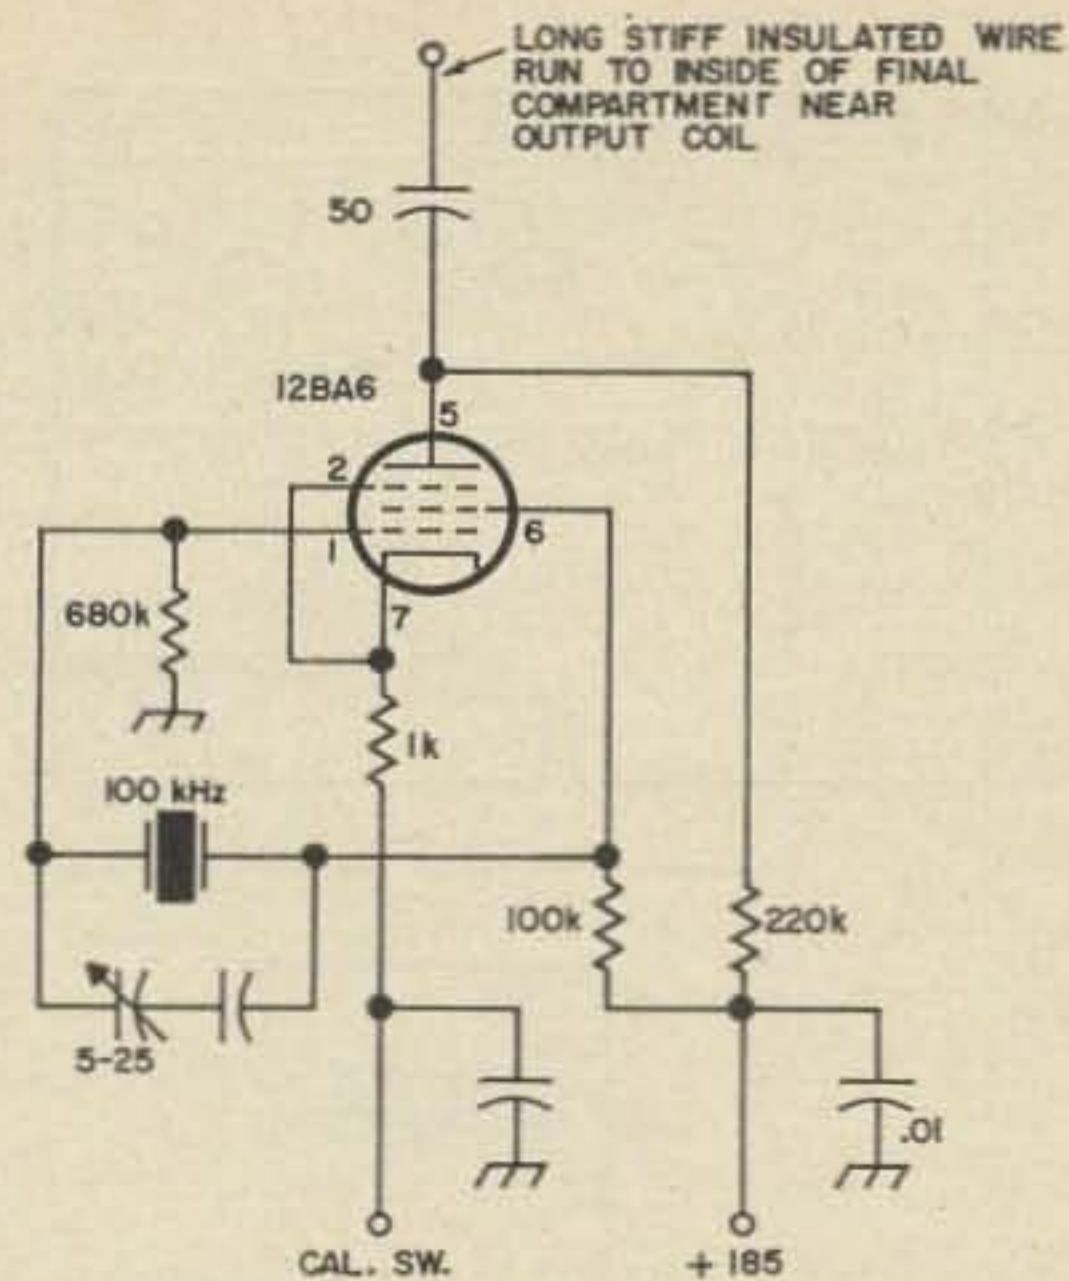 LONG STIFF INSULATED WIRE
RUN TO INSIDE OF FINAL
COMPARTMENT NEAR
OUTPUT COIL
50
12BA6
5
2
6
1
680k
7
1k
100 kHz
100k
220k
5-25
.01
CAL. SW.
+185